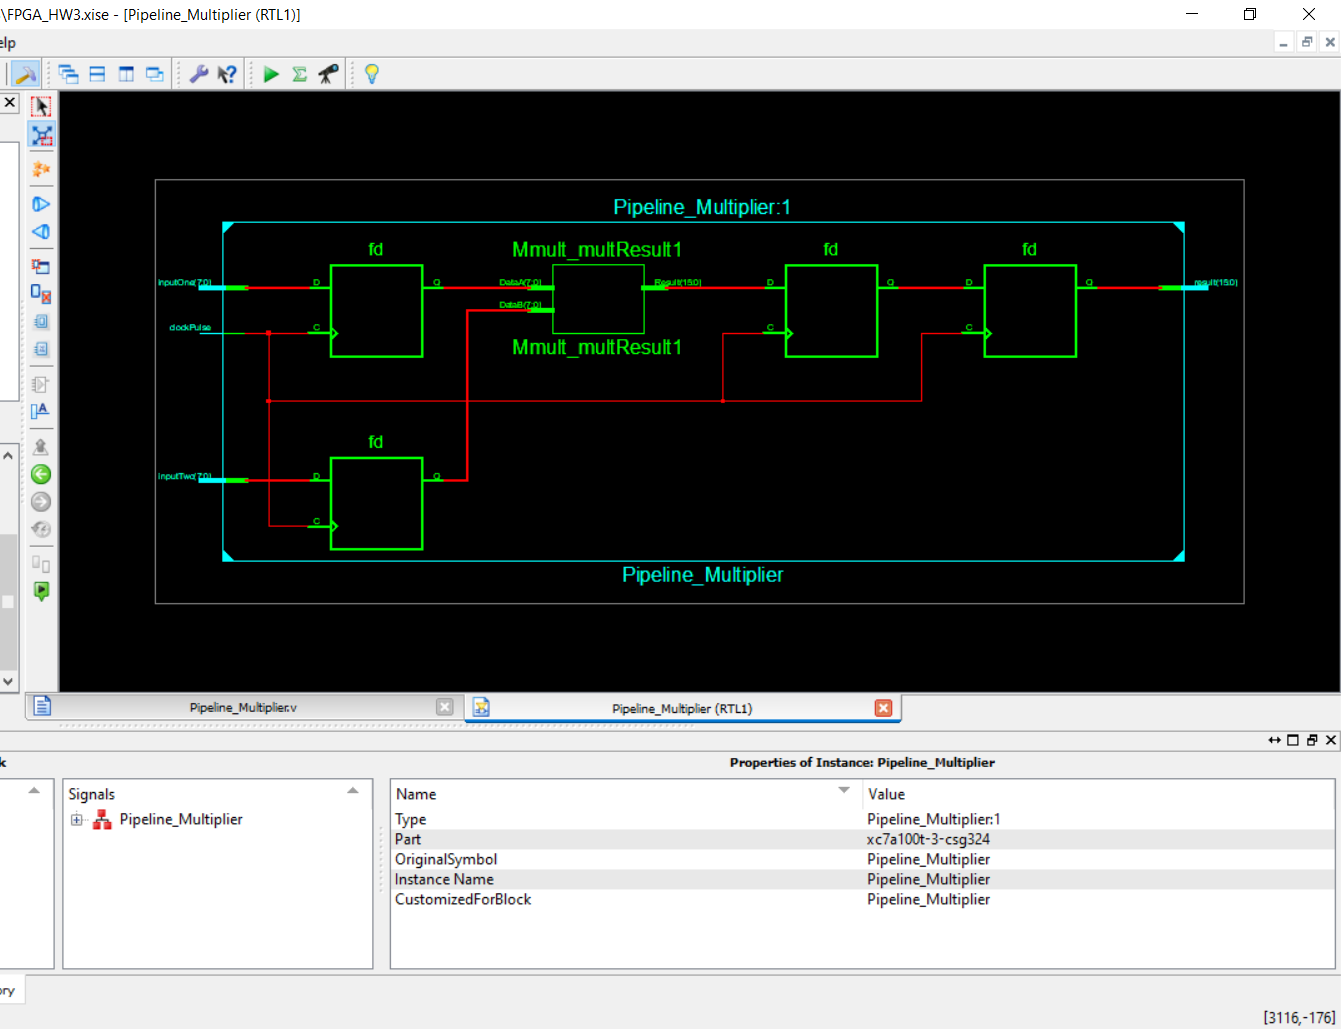 \FPGA_HW3.xise - [Pipeline_Multiplier (RTL1)]
elp
Pipeline_Multiplier:1
fd
Mmult_multResult1
fd
fd
InputOne(7:0)
D
Q
DataA(7:0)
Result(15:0)
D
Q
D
Q
result(15:0)
DataB(7:0)
clockPulse
C
C
C
Mmult_multResult1
fd
InputTwo(7:0)
D
Q
C
Pipeline_Multiplier
Pipeline_Multiplier.v
Pipeline_Multiplier (RTL1)
k
Properties of Instance: Pipeline_Multiplier
Signals
Name
Value
Pipeline_Multiplier
Type
Pipeline_Multiplier:1
Part
xc7a100t-3-csg324
OriginalSymbol
Pipeline_Multiplier
Instance Name
Pipeline_Multiplier
CustomizedForBlock
Pipeline_Multiplier
ory
[3116,-176]